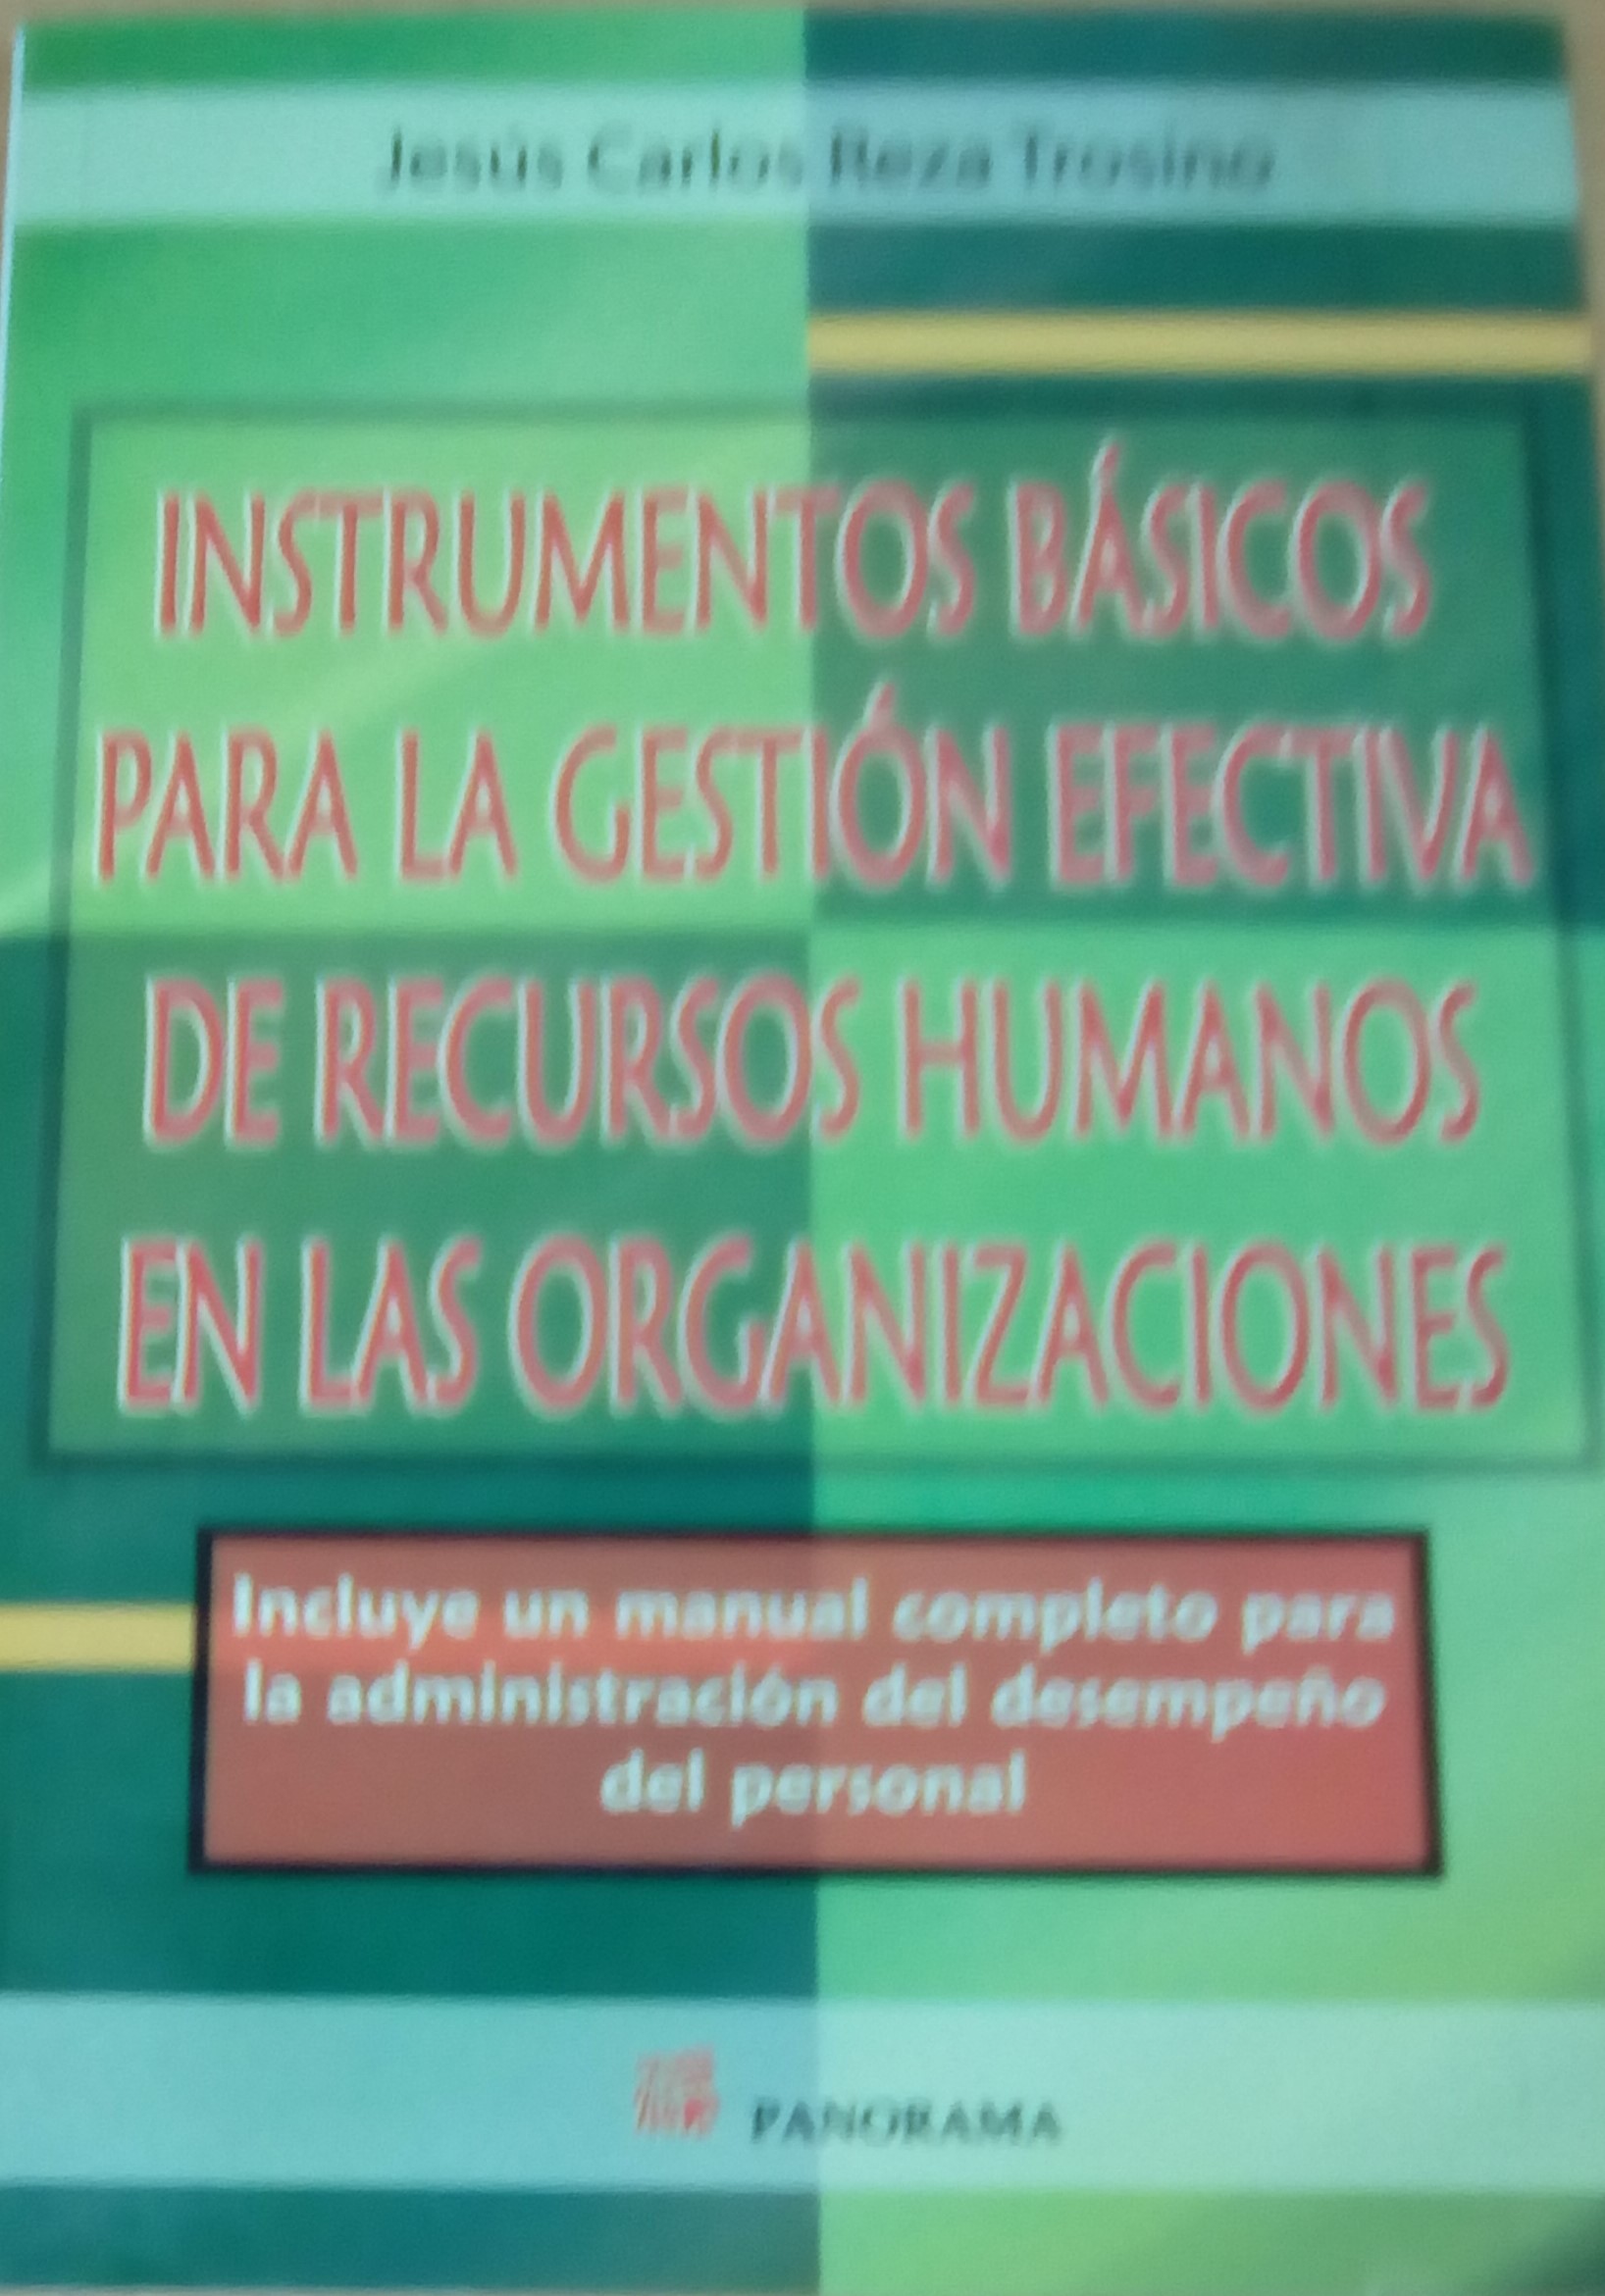 Jesús Carlos Reza Trosino
INSTRUMENTOS BÁSICOS
PARA LA GESTIÓN EFECTIVA
DE RECURSOS HUMANOS
EN LAS ORGANIZACIONES
Incluye un manual completo para
la administración del desempeño
del personal
PANORAMA